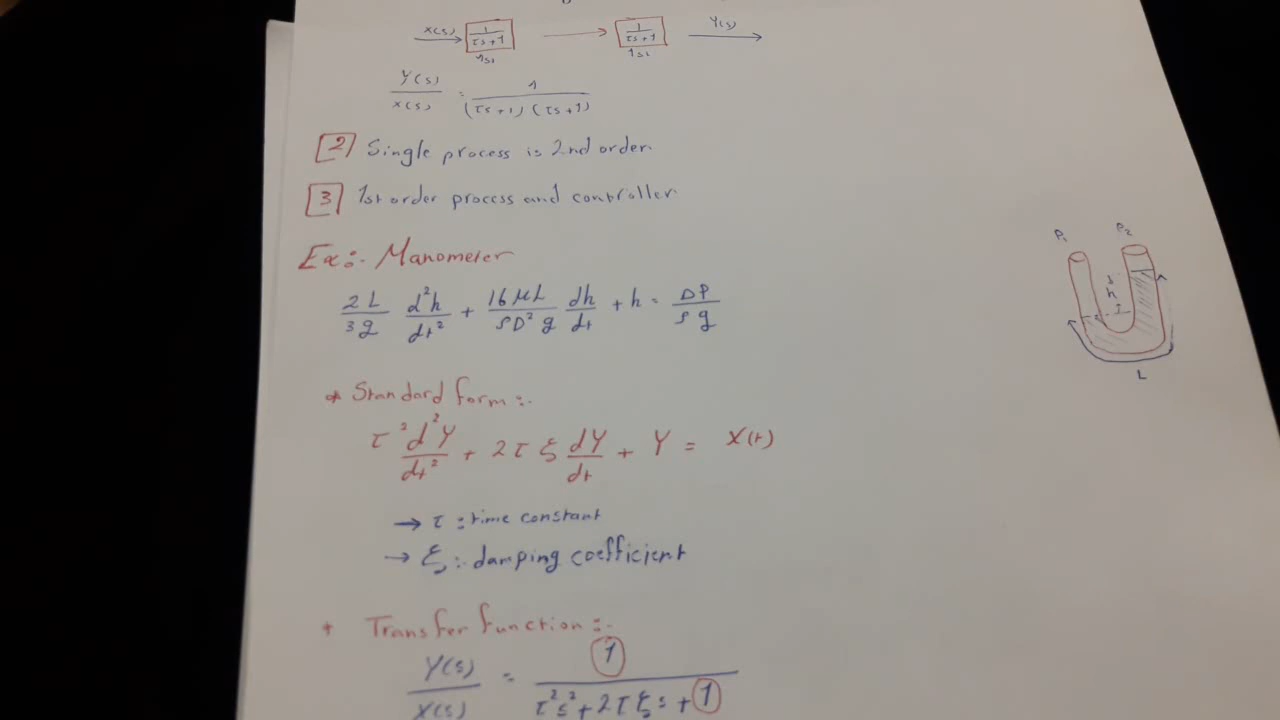 X(s) 1/(τs+1) → 1/(τs+1) Y(s)
1st 1st
Y(s)/X(s) = 1/((τs+1)(τs+1))
2 Single process is 2nd order.
3 1st order process and controller.
Ex:. Manometer
2L/3g d²h/dt² + 16μL/ρD²g dh/dt + h = ΔP/ρg
P₁ P₂
h
L
* Standard form:.
τ² d²Y/dt² + 2τξ dY/dt + Y = X(t)
→ τ : time constant
→ ξ:. damping coefficient
+ Transfer function:.
Y(s)/X(s) = 1/(τ²s²+2τξs+1)